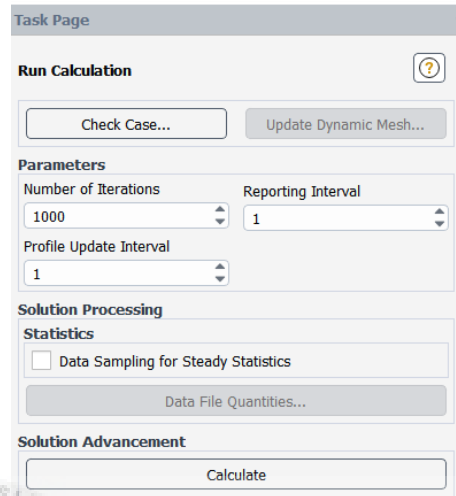 Task Page
Run Calculation
?
Check Case... Update Dynamic Mesh...
Parameters
Number of Iterations Reporting Interval
1000 1
Profile Update Interval
1
Solution Processing
Statistics
Data Sampling for Steady Statistics
Data File Quantities...
Solution Advancement
Calculate